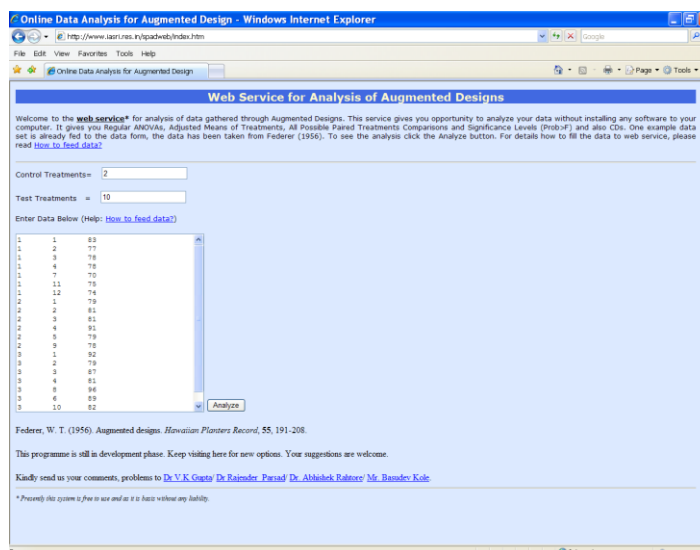 Online Data Analysis for Augmented Design - Windows Internet Explorer
http://www.iasri.res.in/spadweb/index.htm
Google
File Edit View Favorites Tools Help
Online Data Analysis for Augmented Design
Page Tools
Web Service for Analysis of Augmented Designs
Welcome to the web service* for analysis of data gathered through Augmented Designs. This service gives you opportunity to analyze your data without installing any software to your
computer. It gives you Regular ANOVAs, Adjusted Means of Treatments, All Possible Paired Treatments Comparisons and Significance Levels (Prob>F) and also CDs. One example data
set is already fed to the data form, the data has been taken from Federer (1956). To see the analysis click the Analyze button. For details how to fill the data to web service, please
read How to feed data?
Control Treatments= 2
Test Treatments = 10
Enter Data Below (Help: How to feed data?)
1 1 83
1 2 77
1 3 78
1 4 78
1 7 70
1 11 75
1 12 74
2 1 79
2 2 81
2 3 81
2 4 91
2 5 79
2 9 78
3 1 92
3 2 79
3 3 87
3 4 81
3 8 96
3 6 89
3 10 82
Analyze
Federer, W. T. (1956). Augmented designs. Hawaiian Planters Record, 55, 191-208.
This programme is still in development phase. Keep visiting here for new options. Your suggestions are welcome.
Kindly send us your comments, problems to Dr V.K Gupta/ Dr Rajender Parsad/ Dr. Abhishek Rathore/ Mr. Basudev Kole.
* Presently this system is free to use and as it is basis without any liability.